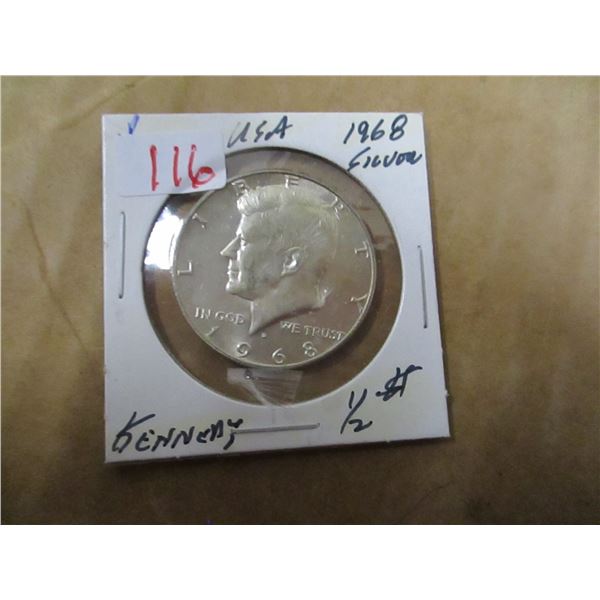 USA 1968
116 Silver
LIBERTY
IN GOD WE TRUST
1968
KENNEDY 1/2 $